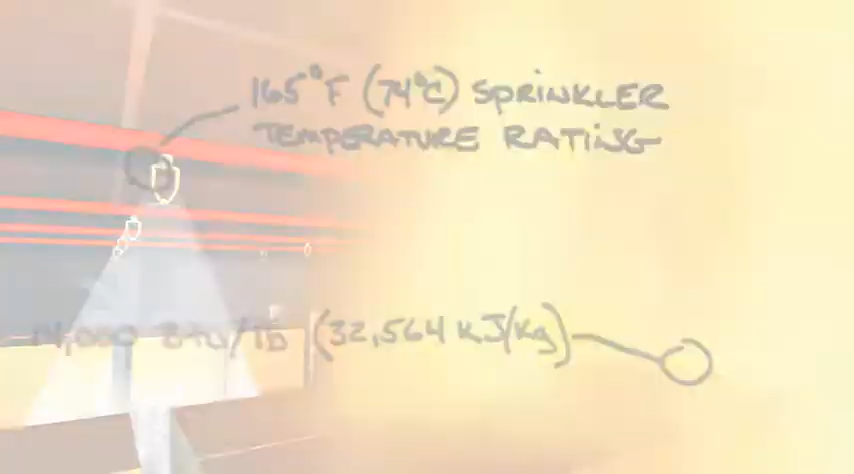 165°F (74°C) SPRINKLER
TEMPERATURE RATING
14,000 BTU/lb (32,564 KJ/Kg)